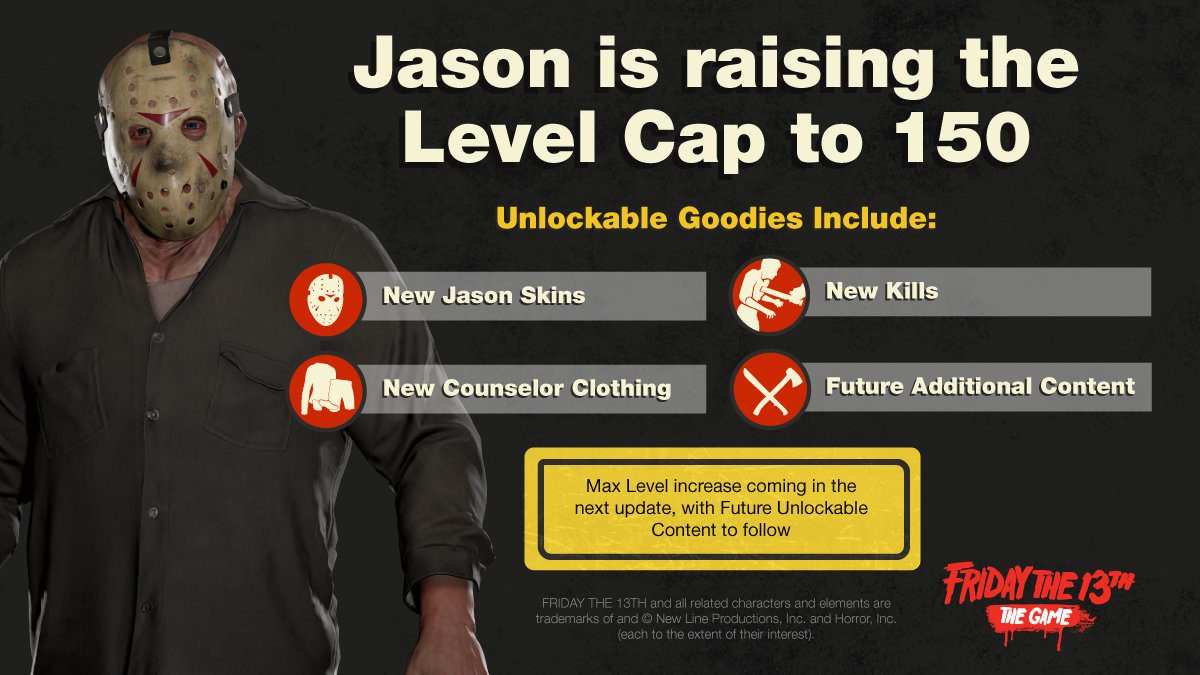 Jason is raising the
Level Cap to 150
Unlockable Goodies Include:
New Jason Skins
New Kills
New Counselor Clothing
Future Additional Content
Max Level increase coming in the
next update, with Future Unlockable
Content to follow
FRIDAY THE 13TH and all related characters and elements are
trademarks of and © New Line Productions, Inc. and Horror, Inc.
(each to the extent of their interest).
FRIDAY THE 13TH
THE GAME